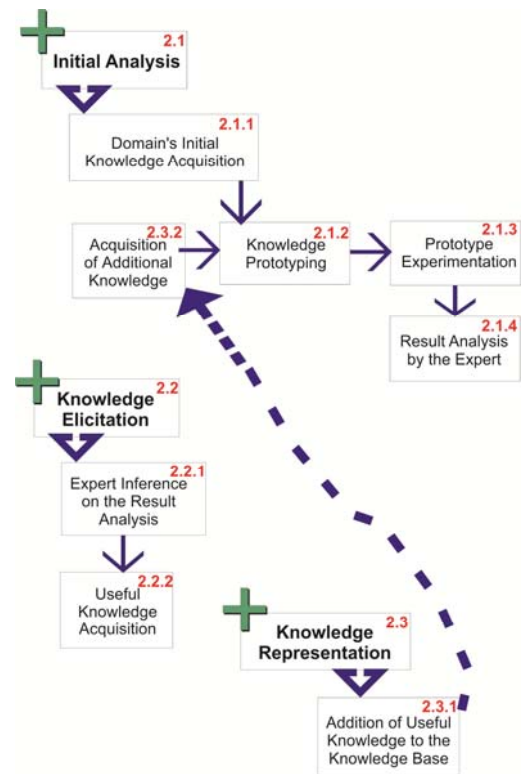 2.1
Initial Analysis
2.1.1
Domain's Initial
Knowledge Acquisition
2.3.2
Acquisition
of Additional
Knowledge
2.1.2
Knowledge
Prototyping
2.1.3
Prototype
Experimentation
2.1.4
Result Analysis
by the Expert
2.2
Knowledge
Elicitation
2.2.1
Expert Inference
on the Result
Analysis
2.2.2
Useful
Knowledge
Acquisition
2.3
Knowledge
Representation
2.3.1
Addition of Useful
Knowledge to the
Knowledge Base